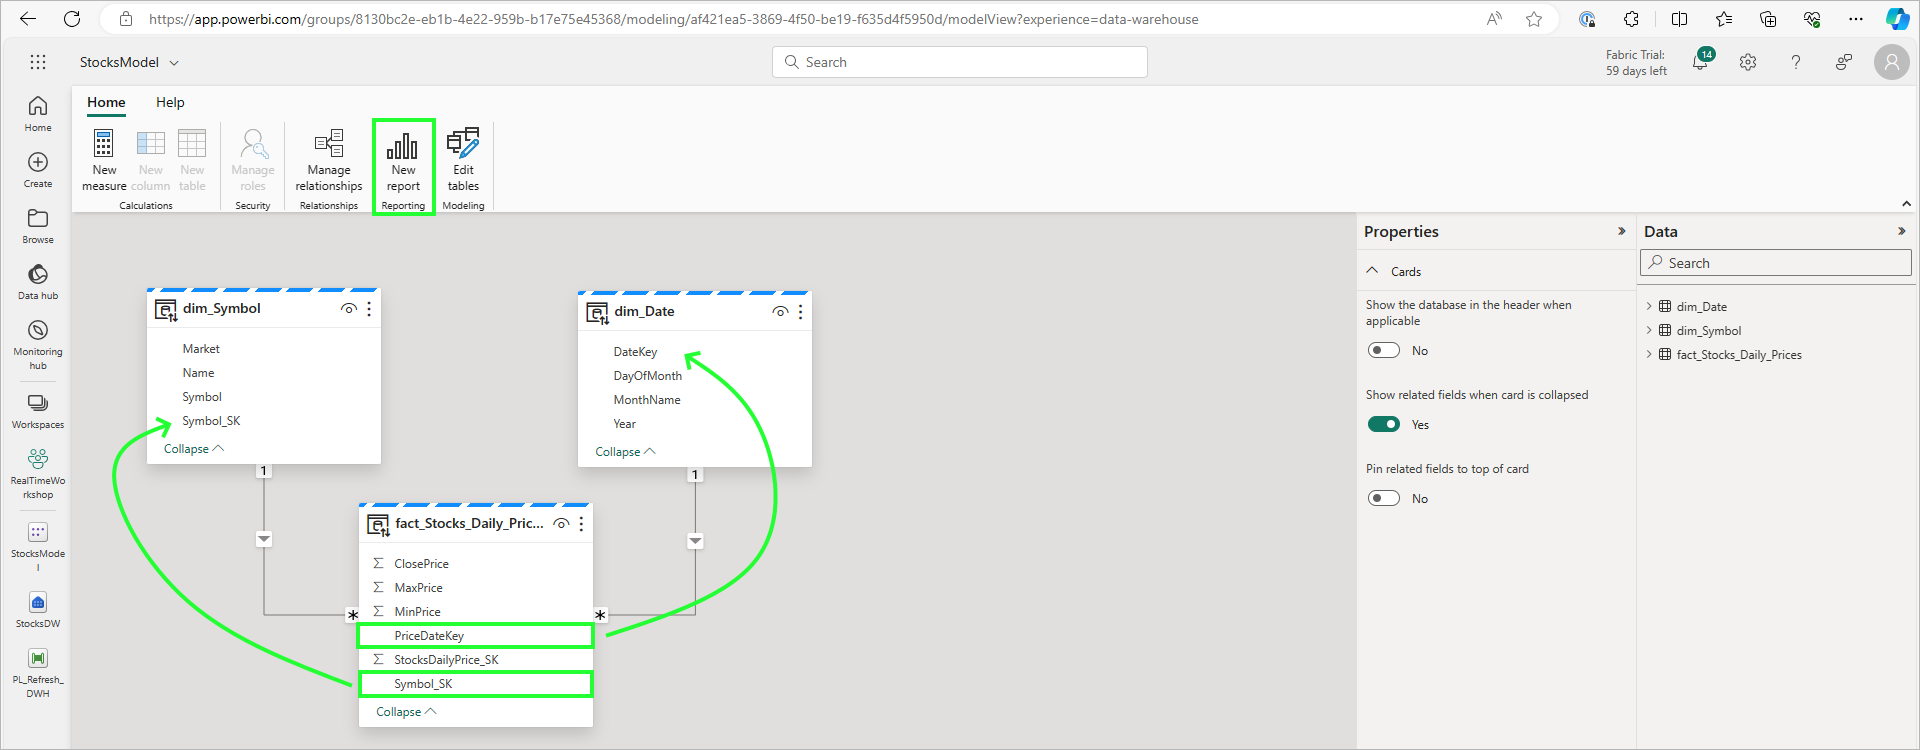 https://app.powerbi.com/groups/8130bc2e-eb1b-4e22-959b-b17e75e45368/modeling/af421ea5-3869-4f50-be19-f635d4f5950d/modelView?experience=data-warehouse
StocksModel
Search
Fabric Trial:
59 days left
14
Home
Create
Browse
Data hub
Monitoring
hub
Workspaces
RealTimeWo
rkshop
StocksMode
l
StocksDW
PL_Refresh_
DWH
Home
Help
New
measure
New
column
New
table
Calculations
Manage
roles
Security
Manage
relationships
Relationships
New
report
Reporting
Edit
tables
Modeling
dim_Symbol
Market
Name
Symbol
Symbol_SK
Collapse
1
dim_Date
DateKey
DayOfMonth
MonthName
Year
Collapse
1
fact_Stocks_Daily_Pric...
ClosePrice
MaxPrice
MinPrice
PriceDateKey
StocksDailyPrice_SK
Symbol_SK
Collapse
*
*
Properties
Cards
Show the database in the header when
applicable
No
Show related fields when card is collapsed
Yes
Pin related fields to top of card
No
Data
Search
dim_Date
dim_Symbol
fact_Stocks_Daily_Prices